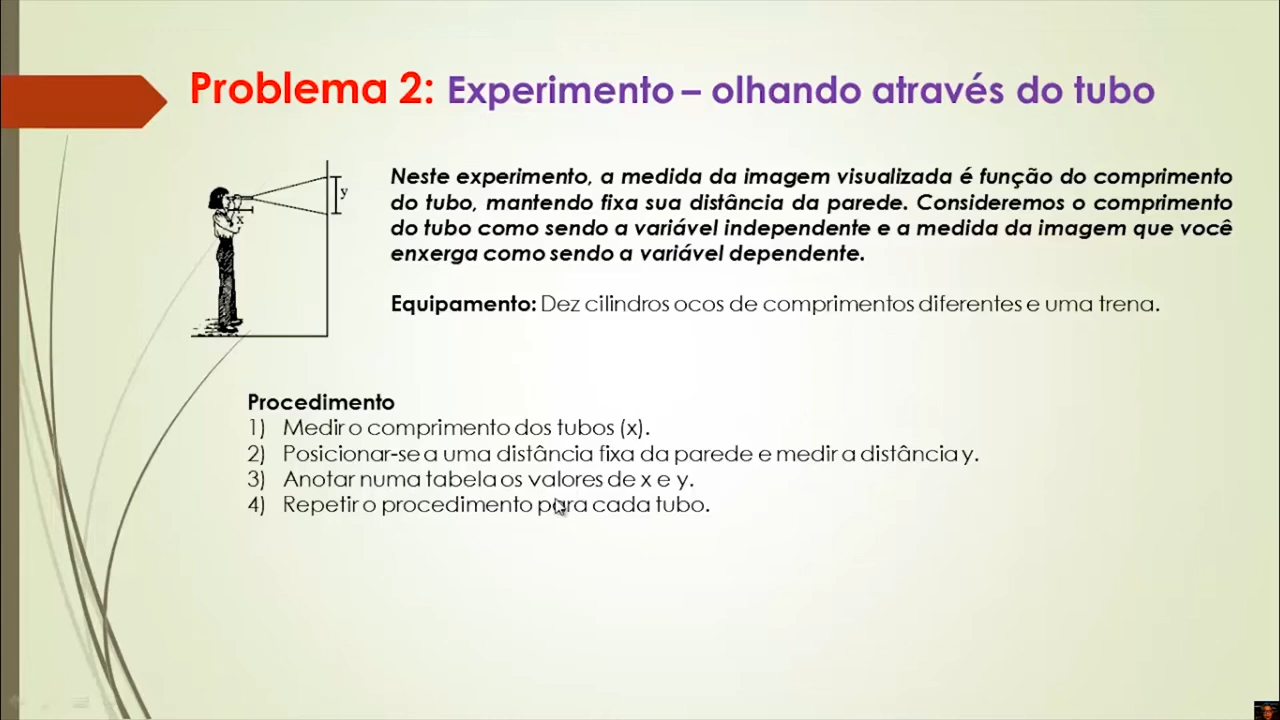 Problema 2: Experimento – olhando através do tubo
y
x
Neste experimento, a medida da imagem visualizada é função do comprimento
do tubo, mantendo fixa sua distância da parede. Consideremos o comprimento
do tubo como sendo a variável independente e a medida da imagem que você
enxerga como sendo a variável dependente.
Equipamento: Dez cilindros ocos de comprimentos diferentes e uma trena.
Procedimento
1) Medir o comprimento dos tubos (x).
2) Posicionar-se a uma distância fixa da parede e medir a distância y.
3) Anotar numa tabela os valores de x e y.
4) Repetir o procedimento para cada tubo.